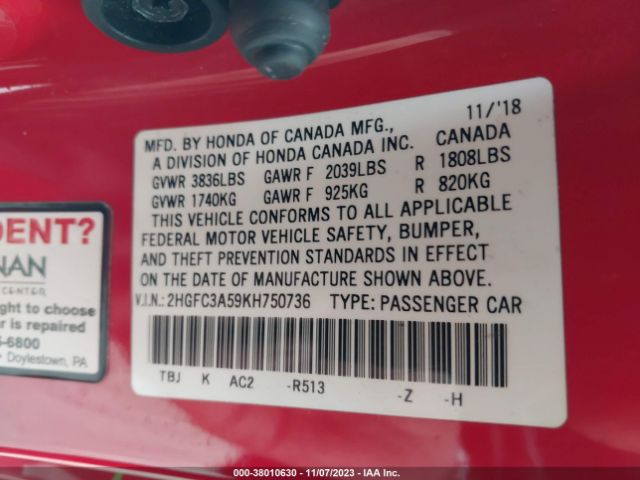 11/'18
MFD. BY HONDA OF CANADA MFG., CANADA
A DIVISION OF HONDA CANADA INC.
GVWR 3836LBS GAWR F 2039LBS R 1808LBS
GVWR 1740KG GAWR F 925KG R 820KG
THIS VEHICLE CONFORMS TO ALL APPLICABLE
FEDERAL MOTOR VEHICLE SAFETY, BUMPER,
AND THEFT PREVENTION STANDARDS IN EFFECT
ON THE DATE OF MANUFACTURE SHOWN ABOVE.
V.I.N.: 2HGFC3A59KH750736 TYPE: PASSENGER CAR
TBJ K AC2 -R513 -Z -H
DENT?
NAN
CENTER
ght to choose
r is repaired
-6800
• Doylestown, PA
000-38010630 - 11/07/2023 - IAA Inc.